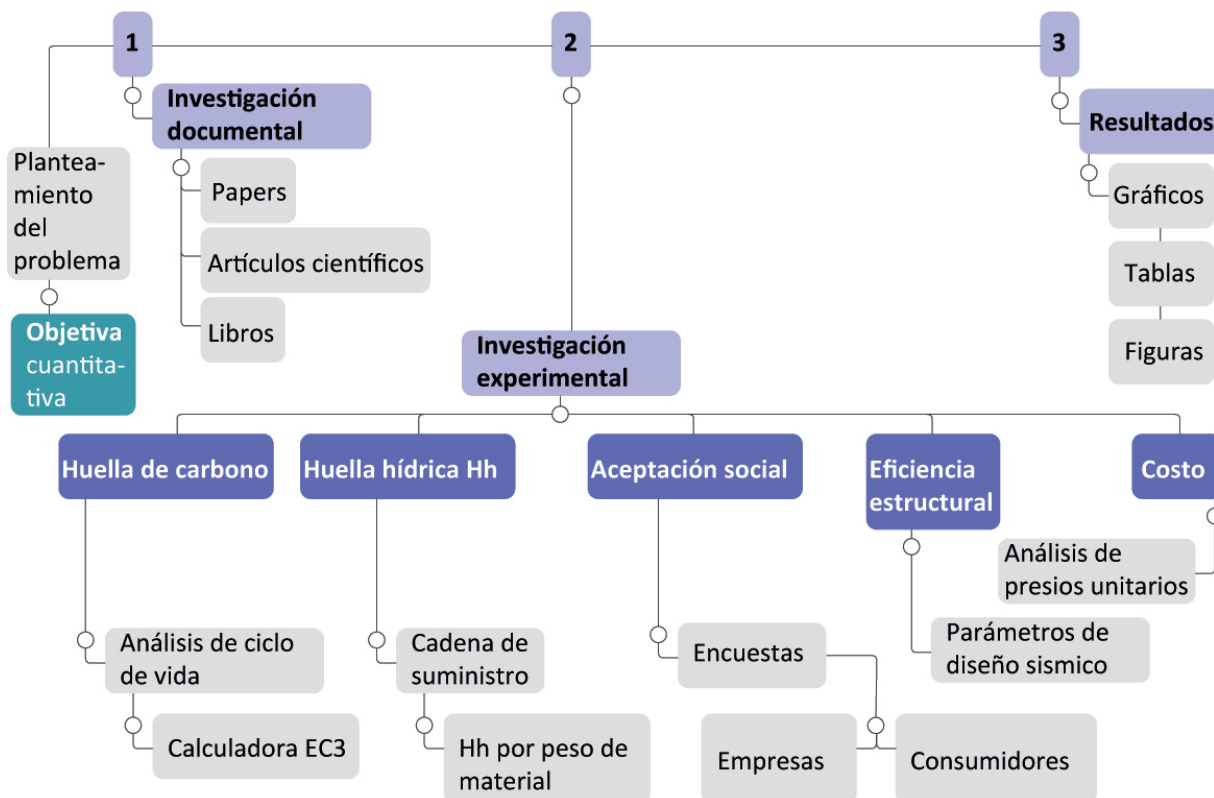 1
2
3
Investigación
documental
Resultados
Plantea-
miento
del
problema
Papers
Gráficos
Artículos científicos
Tablas
Objetiva
cuantita-
tiva
Libros
Investigación
experimental
Figuras
Huella de carbono
Huella hídrica Hh
Aceptación social
Eficiencia
estructural
Costo
Análisis de
presios unitarios
Análisis de ciclo
de vida
Cadena de
suministro
Encuestas
Parámetros de
diseño sismico
Calculadora EC3
Hh por peso de
material
Empresas
Consumidores